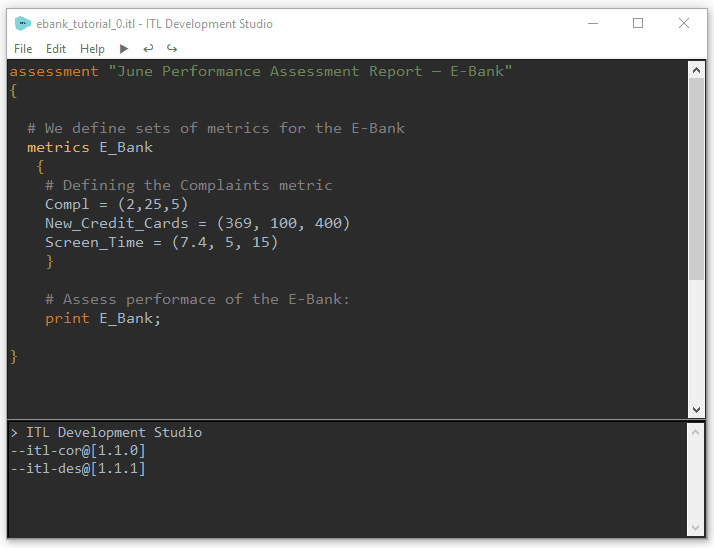 ebank_tutorial_0.itl - ITL Development Studio
File Edit Help
assessment "June Performance Assessment Report – E-Bank"
{
# We define sets of metrics for the E-Bank
metrics E_Bank
{
# Defining the Complaints metric
Compl = (2,25,5)
New_Credit_Cards = (369, 100, 400)
Screen_Time = (7.4, 5, 15)
}
# Assess performace of the E-Bank:
print E_Bank;
}
> ITL Development Studio
--itl-cor@[1.1.0]
--itl-des@[1.1.1]